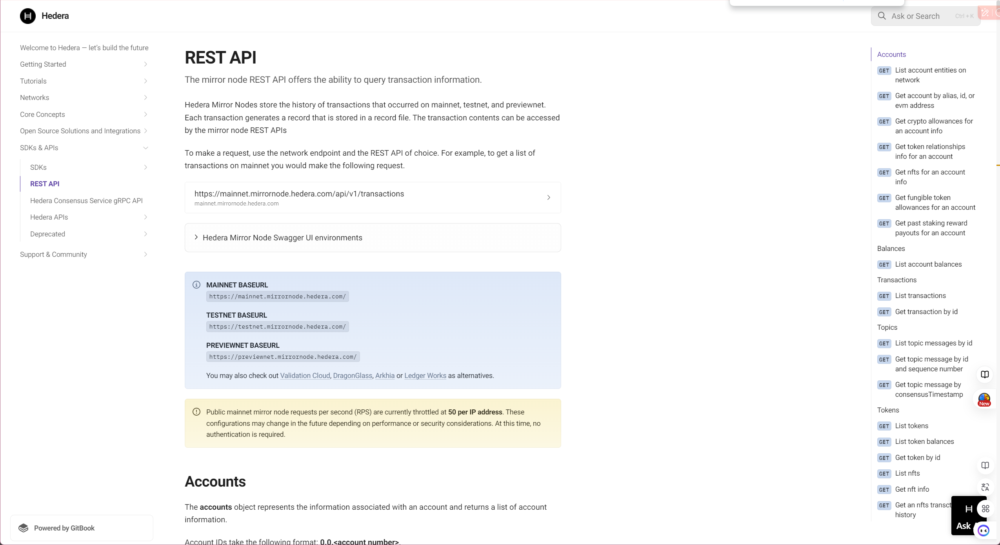 Hedera
Ask or Search
Ctrl + K
Welcome to Hedera — let's build the future
Getting Started
Tutorials
Networks
Core Concepts
Open Source Solutions and Integrations
SDKs & APIs
SDKs
REST API
Hedera Consensus Service gRPC API
Hedera APIs
Deprecated
Support & Community
Powered by GitBook
REST API
The mirror node REST API offers the ability to query transaction information.
Hedera Mirror Nodes store the history of transactions that occurred on mainnet, testnet, and previewnet.
Each transaction generates a record that is stored in a record file. The transaction contents can be accessed
by the mirror node REST APIs
To make a request, use the network endpoint and the REST API of choice. For example, to get a list of
transactions on mainnet you would make the following request.
https://mainnet.mirrornode.hedera.com/api/v1/transactions
mainnet.mirrornode.hedera.com
Hedera Mirror Node Swagger UI environments
MAINNET BASEURL
https://mainnet.mirrornode.hedera.com/
TESTNET BASEURL
https://testnet.mirrornode.hedera.com/
PREVIEWNET BASEURL
https://previewnet.mirrornode.hedera.com/
You may also check out Validation Cloud, DragonGlass, Arkhia or Ledger Works as alternatives.
Public mainnet mirror node requests per second (RPS) are currently throttled at 50 per IP address. These
configurations may change in the future depending on performance or security considerations. At this time, no
authentication is required.
Accounts
The accounts object represents the information associated with an account and returns a list of account
information.
Account IDs take the following format: 0.0.<account number>.
Accounts
GET List account entities on
network
GET Get account by alias, id, or
evm address
GET Get crypto allowances for
an account info
GET Get token relationships
info for an account
GET Get nfts for an account
info
GET Get fungible token
allowances for an account
GET Get past staking reward
payouts for an account
Balances
GET List account balances
Transactions
GET List transactions
GET Get transaction by id
Topics
GET List topic messages by id
GET Get topic message by id
and sequence number
GET Get topic message by
consensusTimestamp
Tokens
GET List tokens
GET List token balances
GET Get token by id
GET List nfts
GET Get nft info
GET Get an nfts transct
history
New
Ask